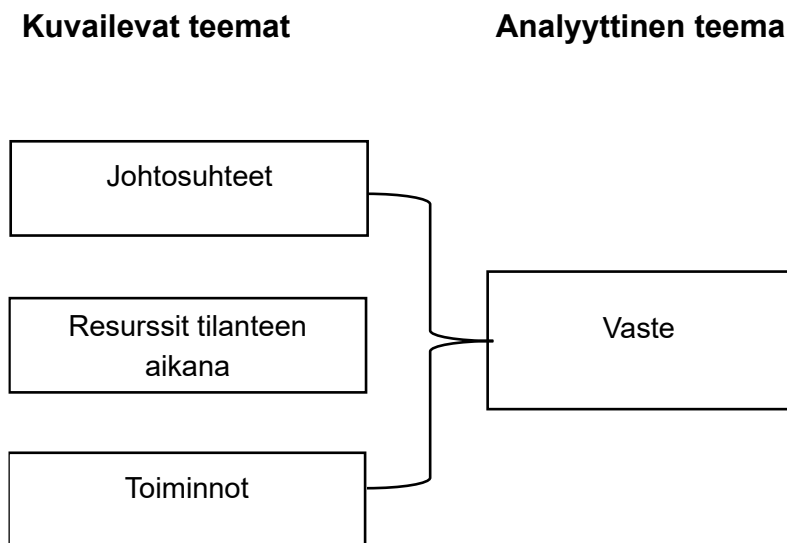 Kuvailevat teemat
Analyyttinen teema
Johtosuhteet
Resurssit tilanteen
aikana
Toiminnot
Vaste